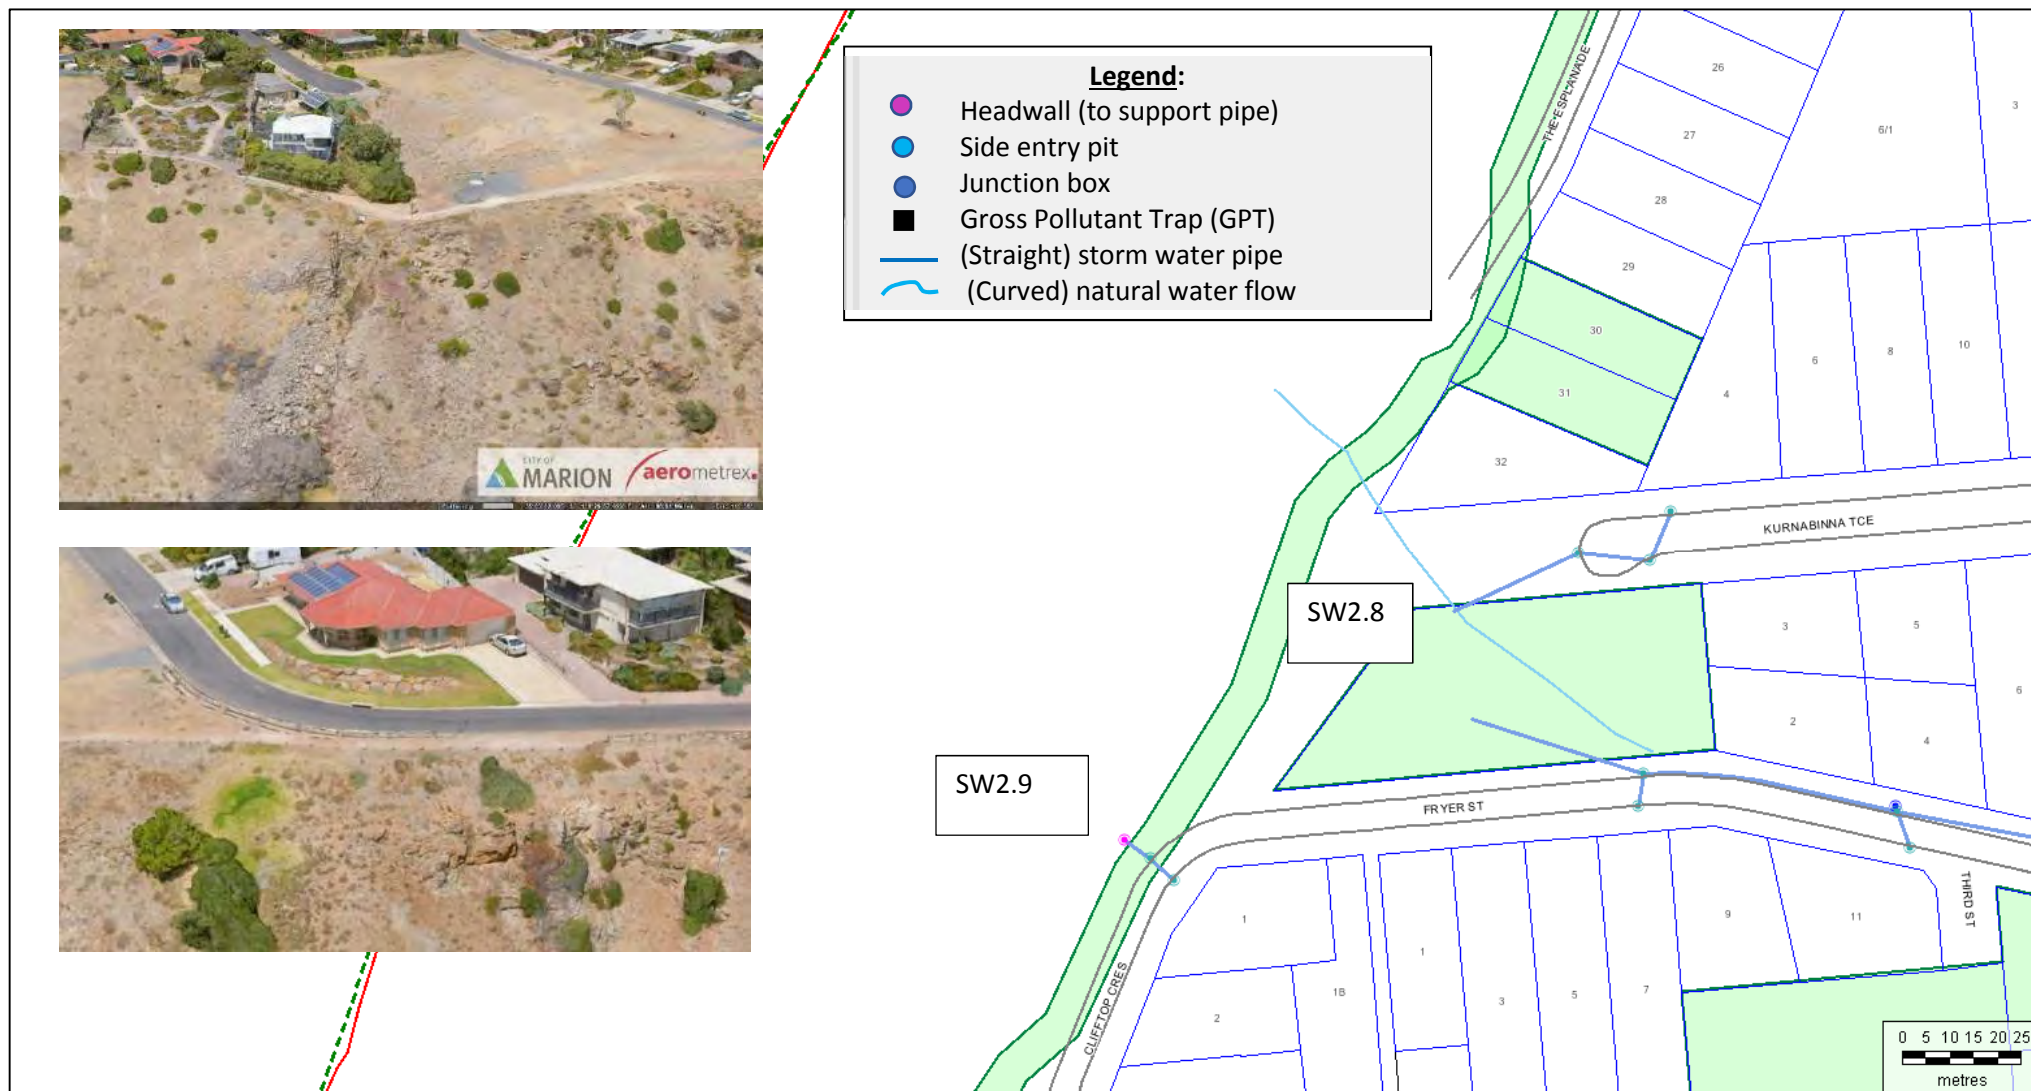 CITY OF
MARION
aerometrex
Legend:
Headwall (to support pipe)
Side entry pit
Junction box
Gross Pollutant Trap (GPT)
(Straight) storm water pipe
(Curved) natural water flow
THE ESPLANADE
26
3
6/1
27
28
29
30
6
8
10
31
4
32
KURNABINNA TCE
SW2.8
3
5
6
2
4
SW2.9
FRYER ST
THIRD ST
1
1
9
11
1B
3
5
7
2
CLIFFTOP CRES
0 5 10 15 20 25
metres